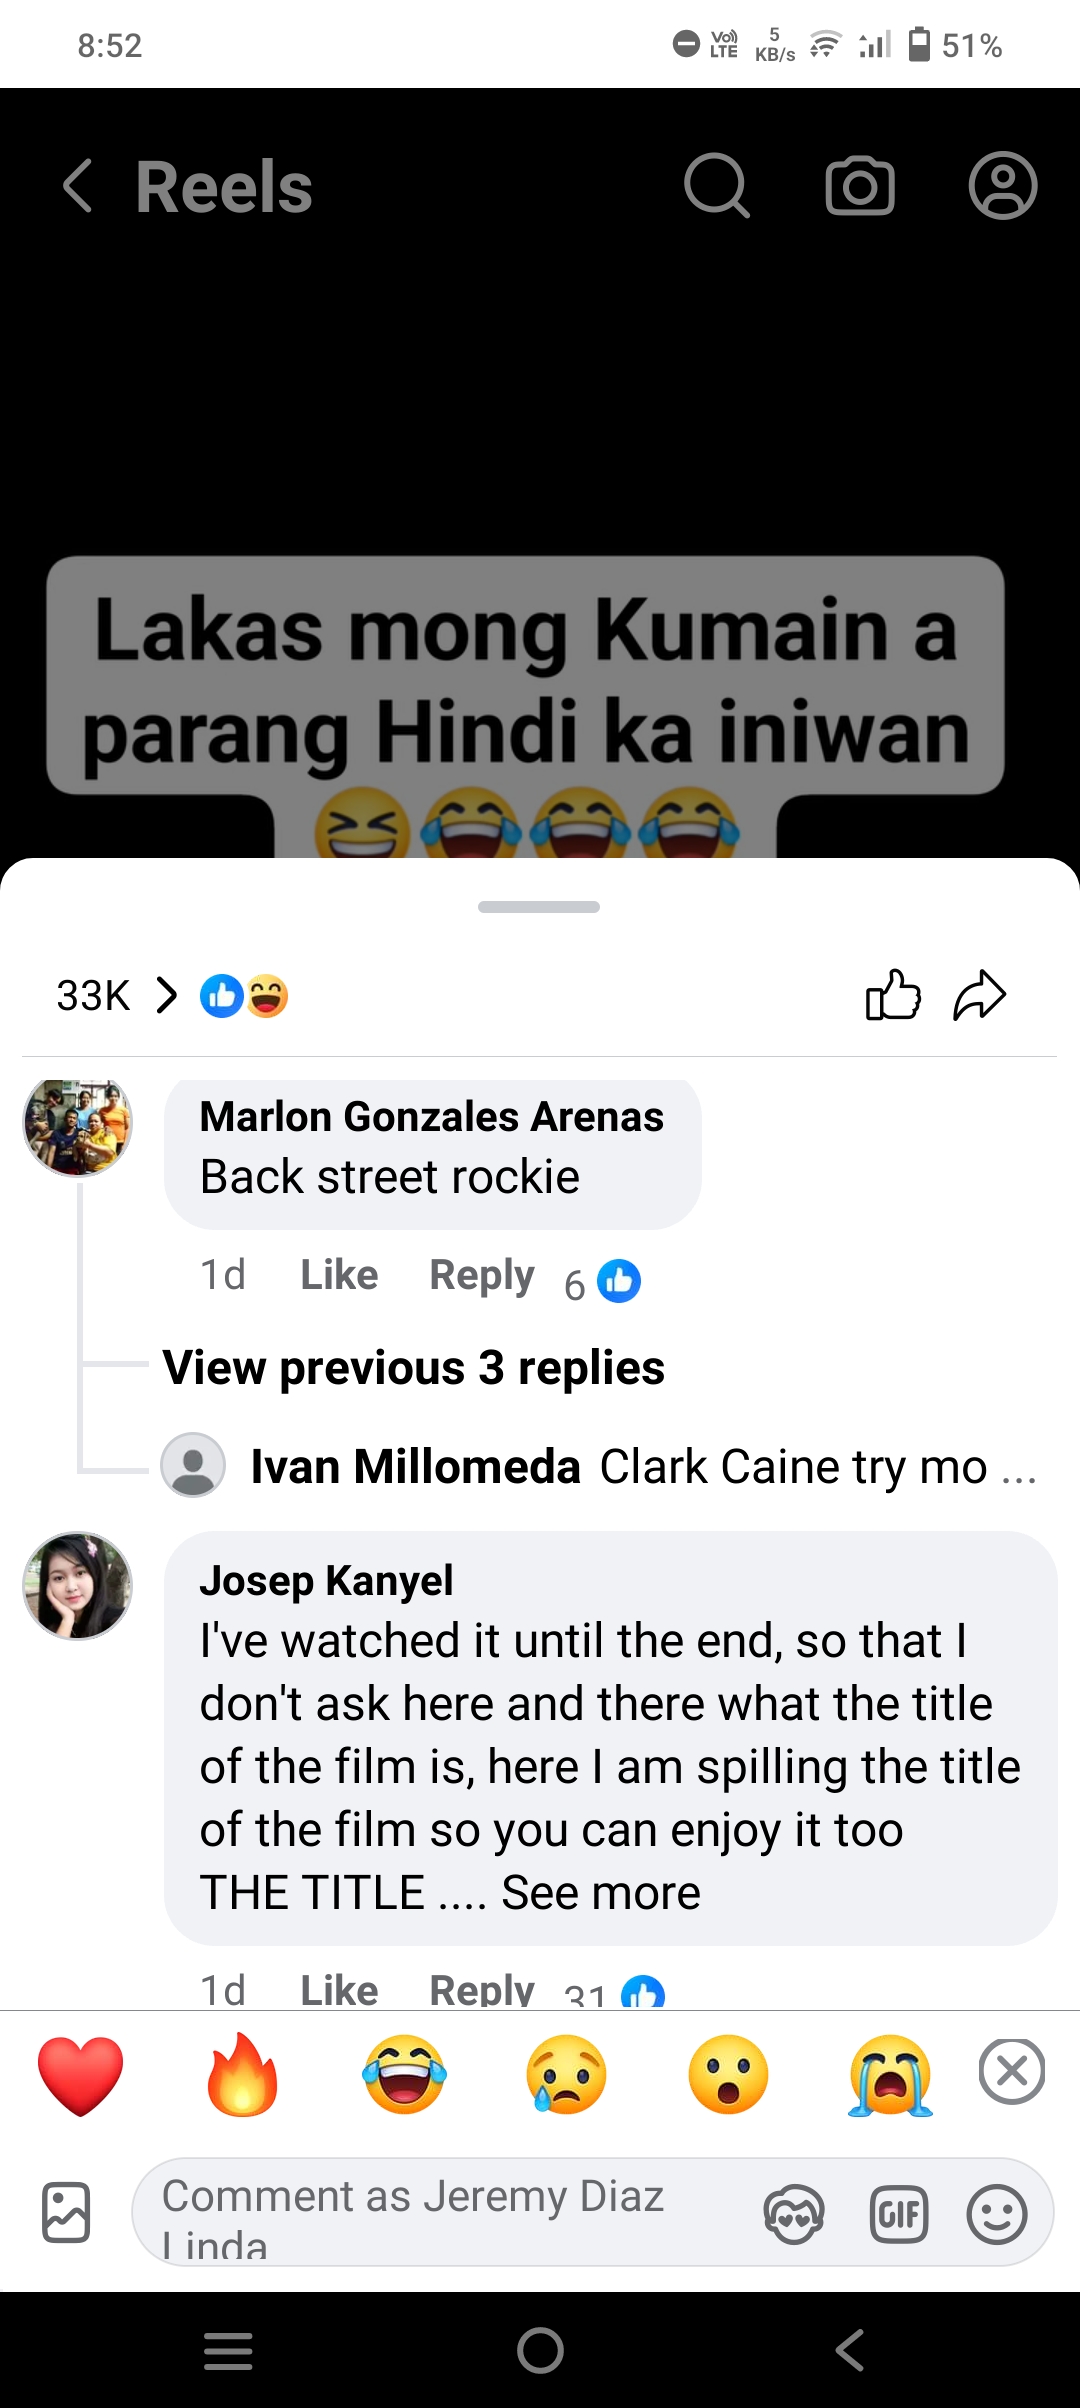 8:52
Vo)) LTE
5 KB/s
51%
Reels
Lakas mong Kumain a
parang Hindi ka iniwan
33K
Marlon Gonzales Arenas
Back street rockie
1d Like Reply 6
View previous 3 replies
Ivan Millomeda Clark Caine try mo ...
Josep Kanyel
I've watched it until the end, so that I
don't ask here and there what the title
of the film is, here I am spilling the title
of the film so you can enjoy it too
THE TITLE .... See more
1d Like Reply 31
Comment as Jeremy Diaz
Linda
GIF